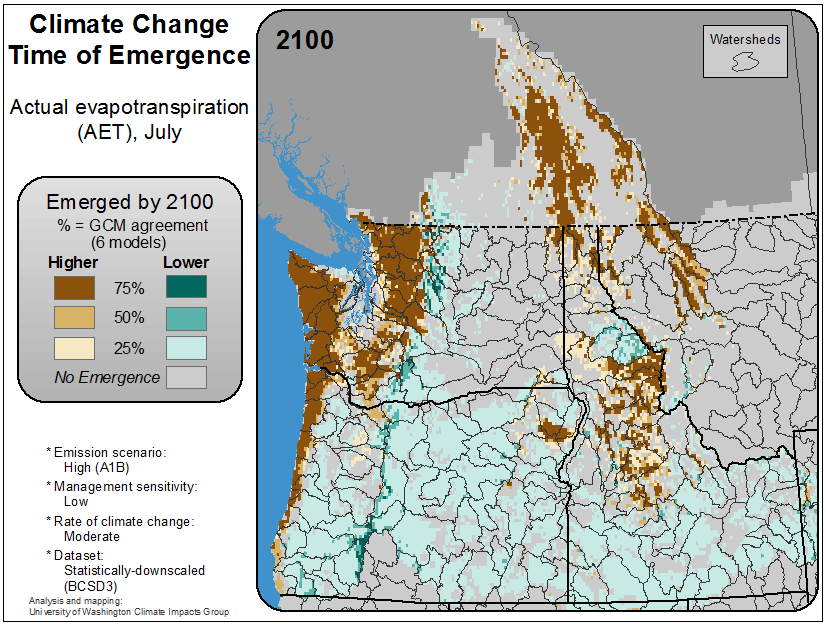 Climate Change
Time of Emergence
Actual evapotranspiration
(AET), July
Emerged by 2100
% = GCM agreement
(6 models)
Higher Lower
75%
50%
25%
No Emergence
* Emission scenario:
High (A1B)
* Management sensitivity:
Low
* Rate of climate change:
Moderate
* Dataset:
Statistically-downscaled
(BCSD3)
Analysis and mapping:
University of Washington Climate Impacts Group
2100
Watersheds